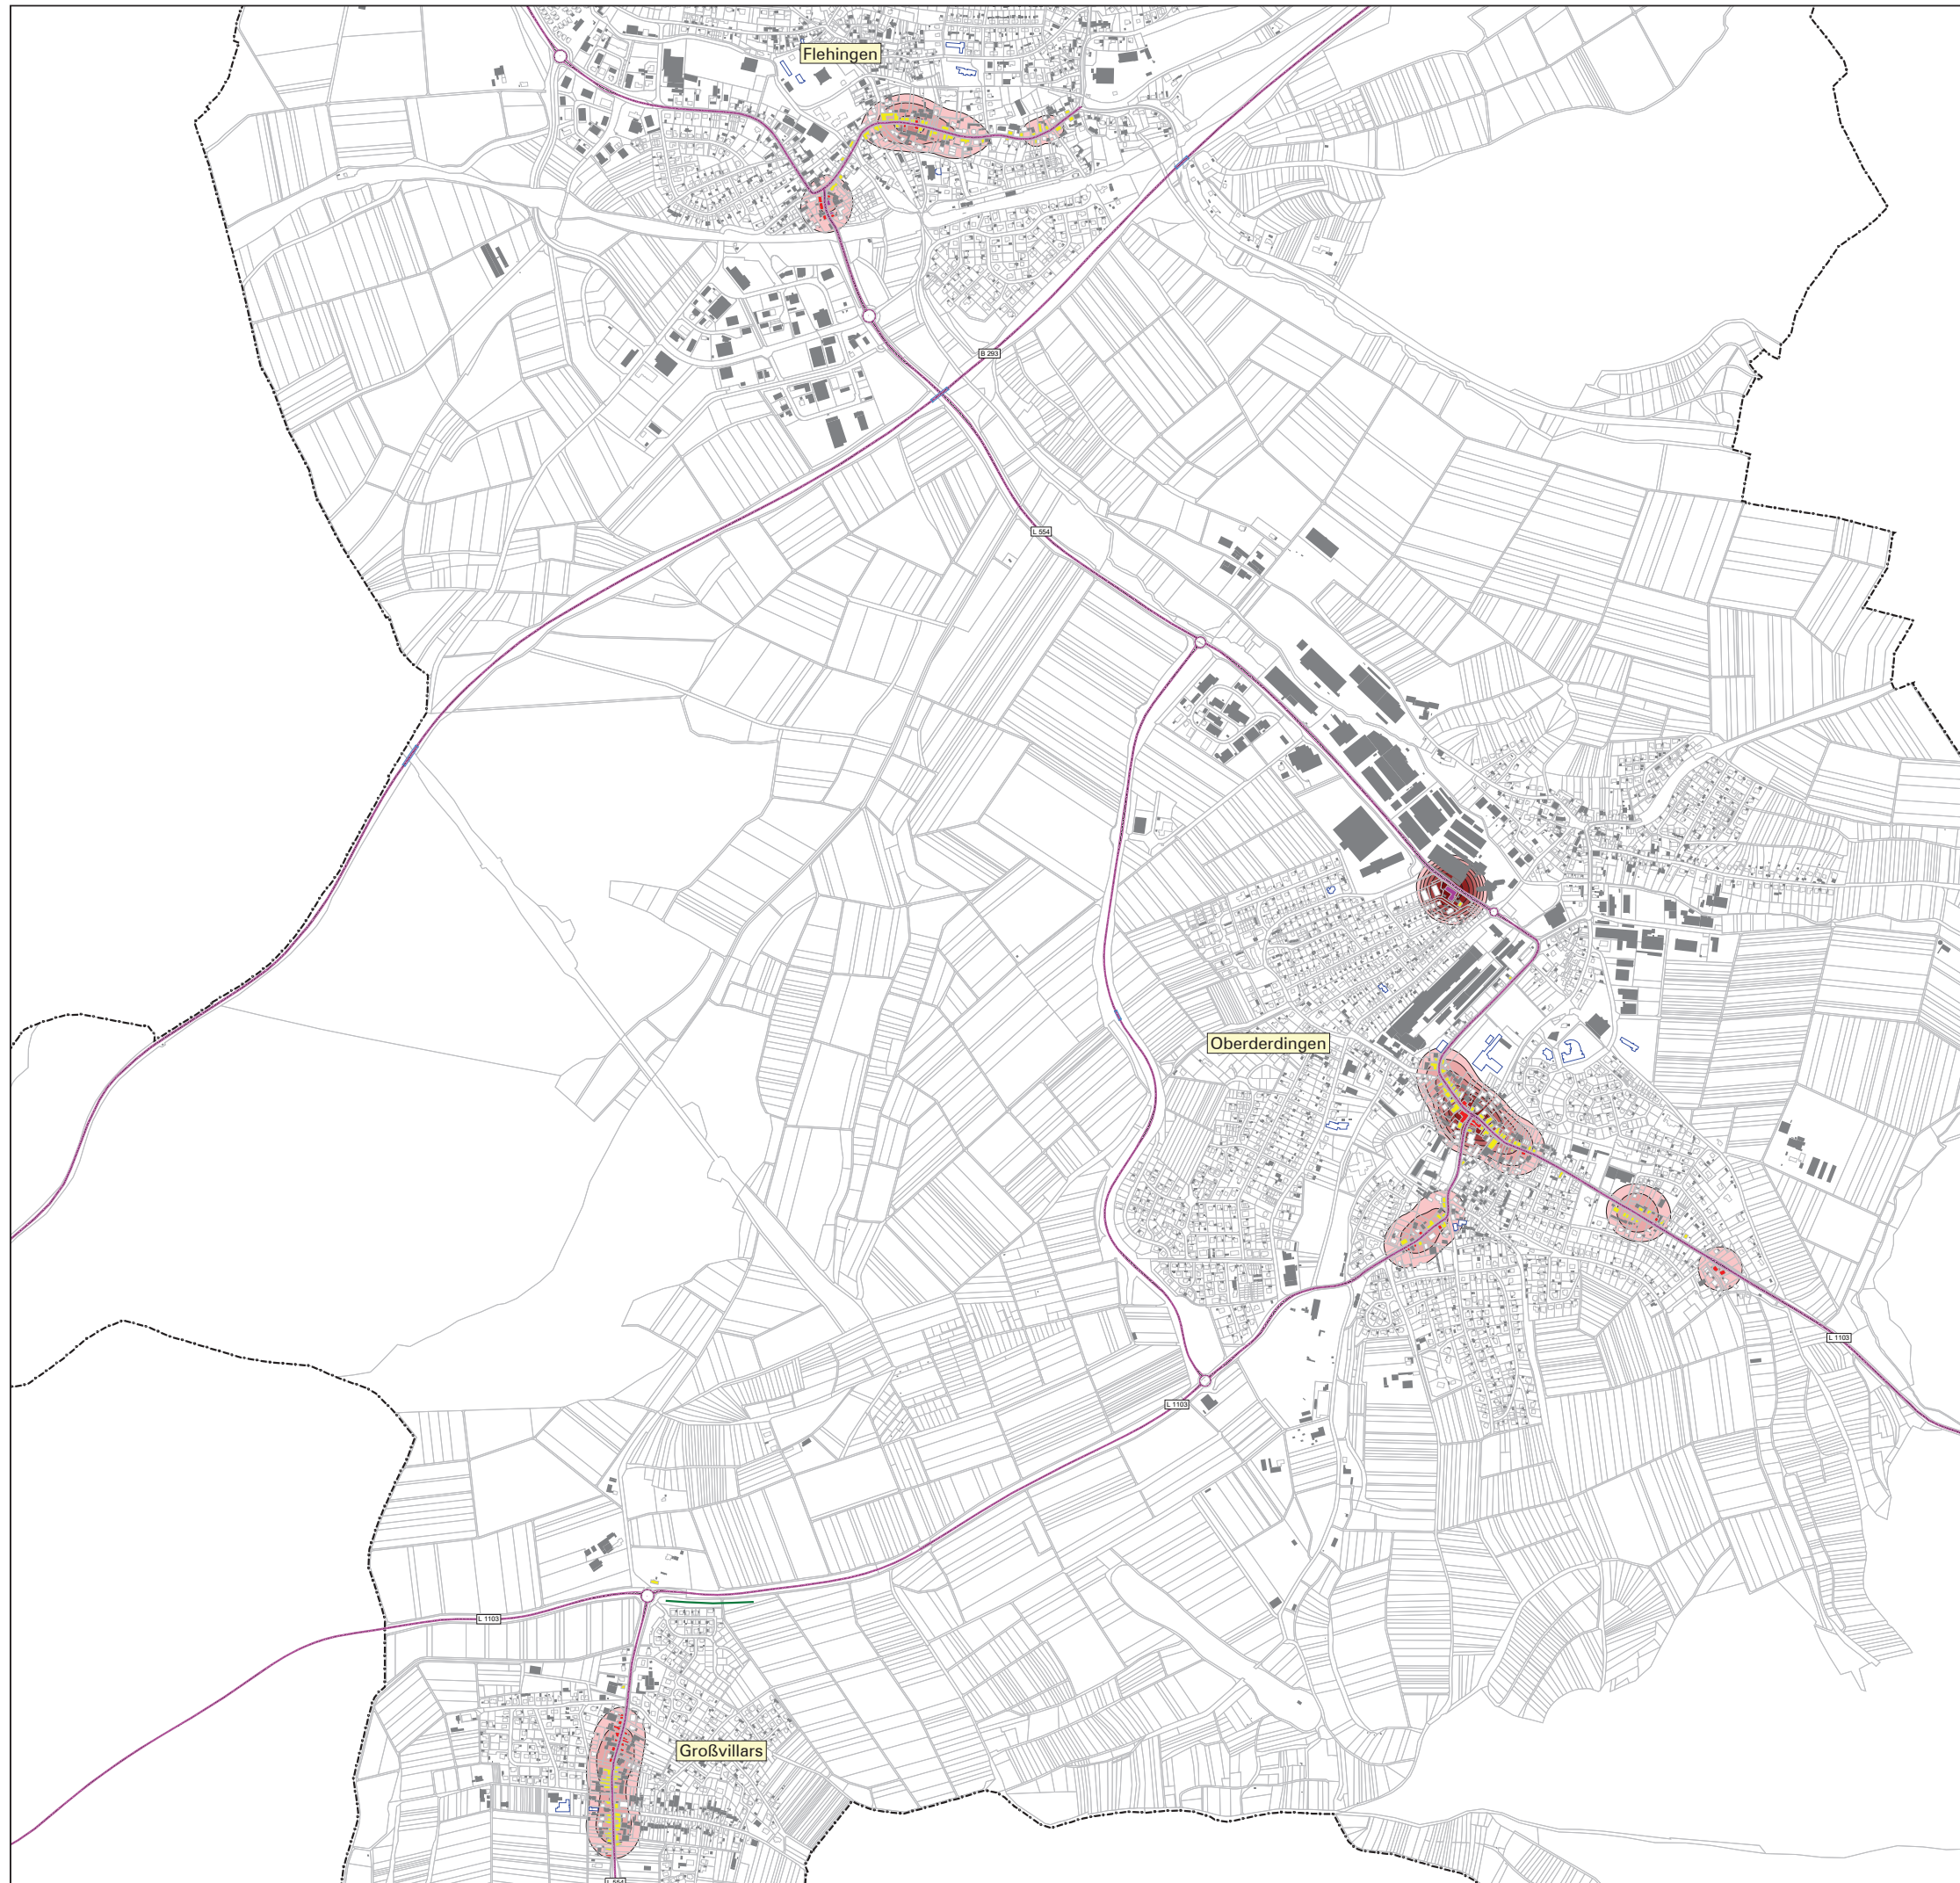 Flehingen
B 293
L 554
Oberderdingen
L 1103
L 1103
L 1103
Großvillars
L 554